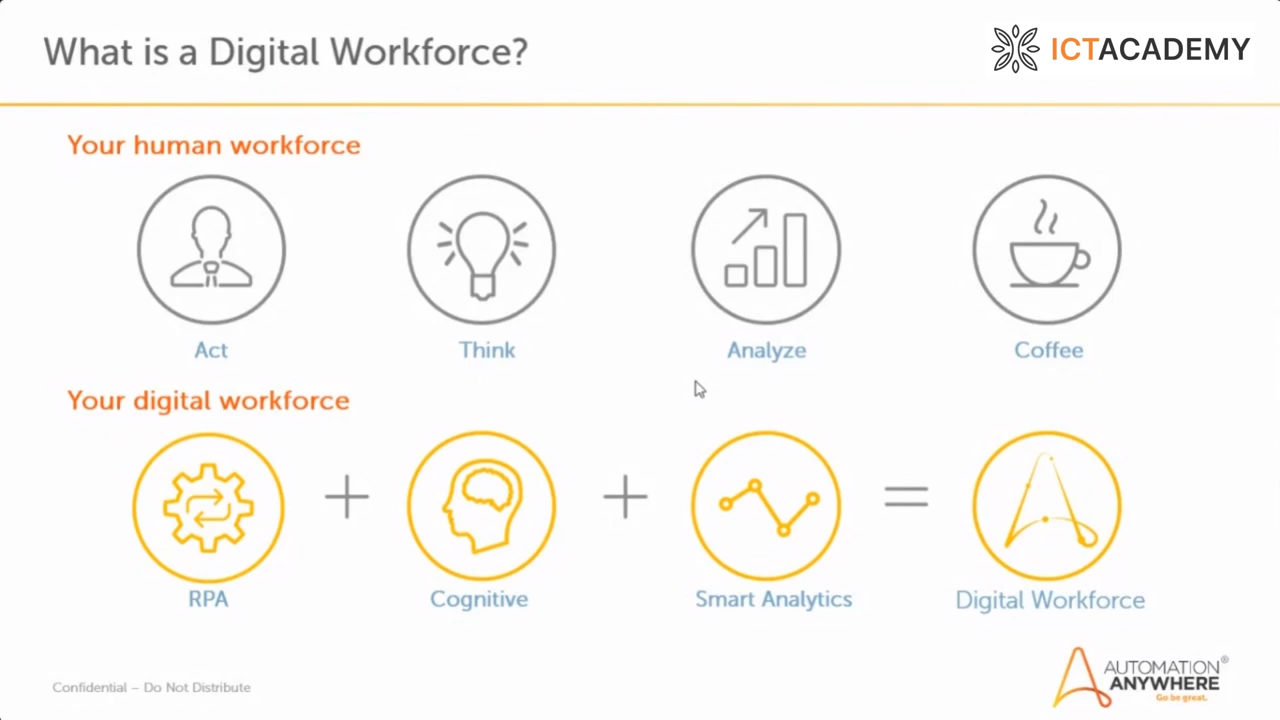 What is a Digital Workforce?
ICTACADEMY
Your human workforce
Act
Think
Analyze
Coffee
Your digital workforce
RPA
Cognitive
Smart Analytics
Digital Workforce
Confidential – Do Not Distribute
AUTOMATION®
ANYWHERE
Go be great.